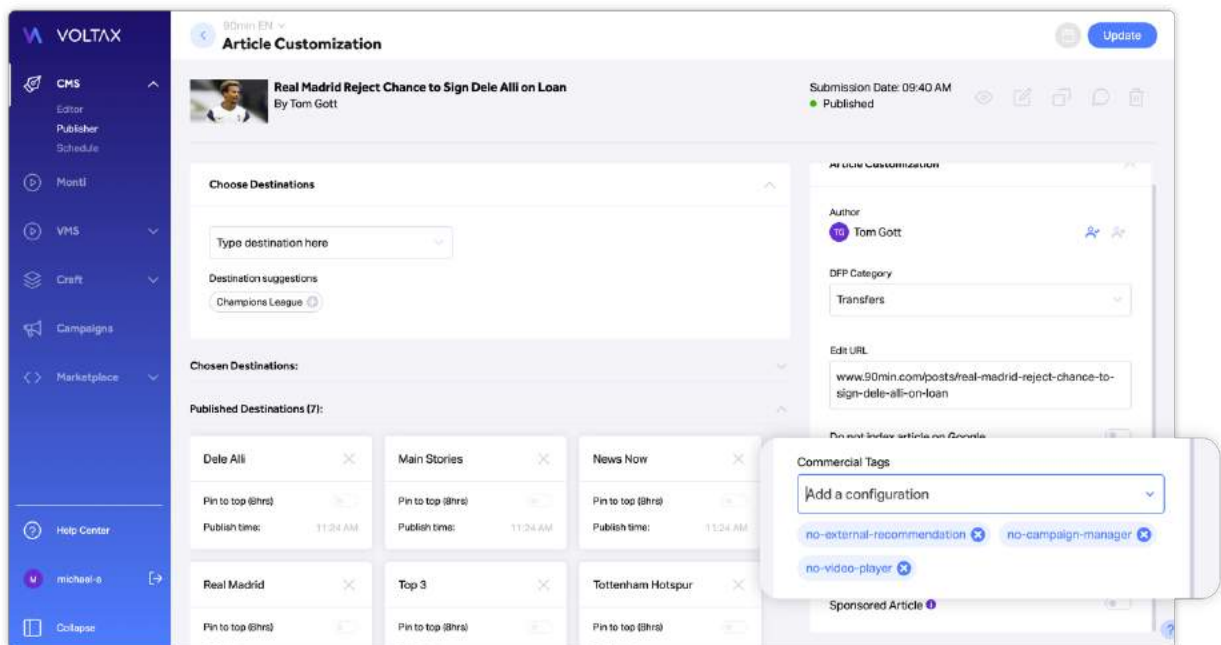 VOLTAX
CMS
Editor
Publisher
Schedule
Monti
VMS
Craft
Campaigns
Marketplace
Help Center
michael-a
Collapse
90min EN
Article Customization
Update
Real Madrid Reject Chance to Sign Dele Alli on Loan
By Tom Gott
Submission Date: 09:40 AM
Published
Choose Destinations
Type destination here
Destination suggestions
Champions League
Chosen Destinations:
Published Destinations (7):
Dele Alli
Pin to top (8hrs)
Publish time: 11:24 AM
Main Stories
Pin to top (8hrs)
Publish time: 11:24 AM
News Now
Pin to top (8hrs)
Publish time: 11:24 AM
Real Madrid
Pin to top (8hrs)
Top 3
Pin to top (8hrs)
Tottenham Hotspur
Pin to top (8hrs)
Article Customization
Author
TG Tom Gott
DFP Category
Transfers
Edit URL
www.90min.com/posts/real-madrid-reject-chance-to-
sign-dele-alli-on-loan
Do not index article on Google
Commercial Tags
Add a configuration
no-external-recommendation
no-campaign-manager
no-video-player
Sponsored Article
?